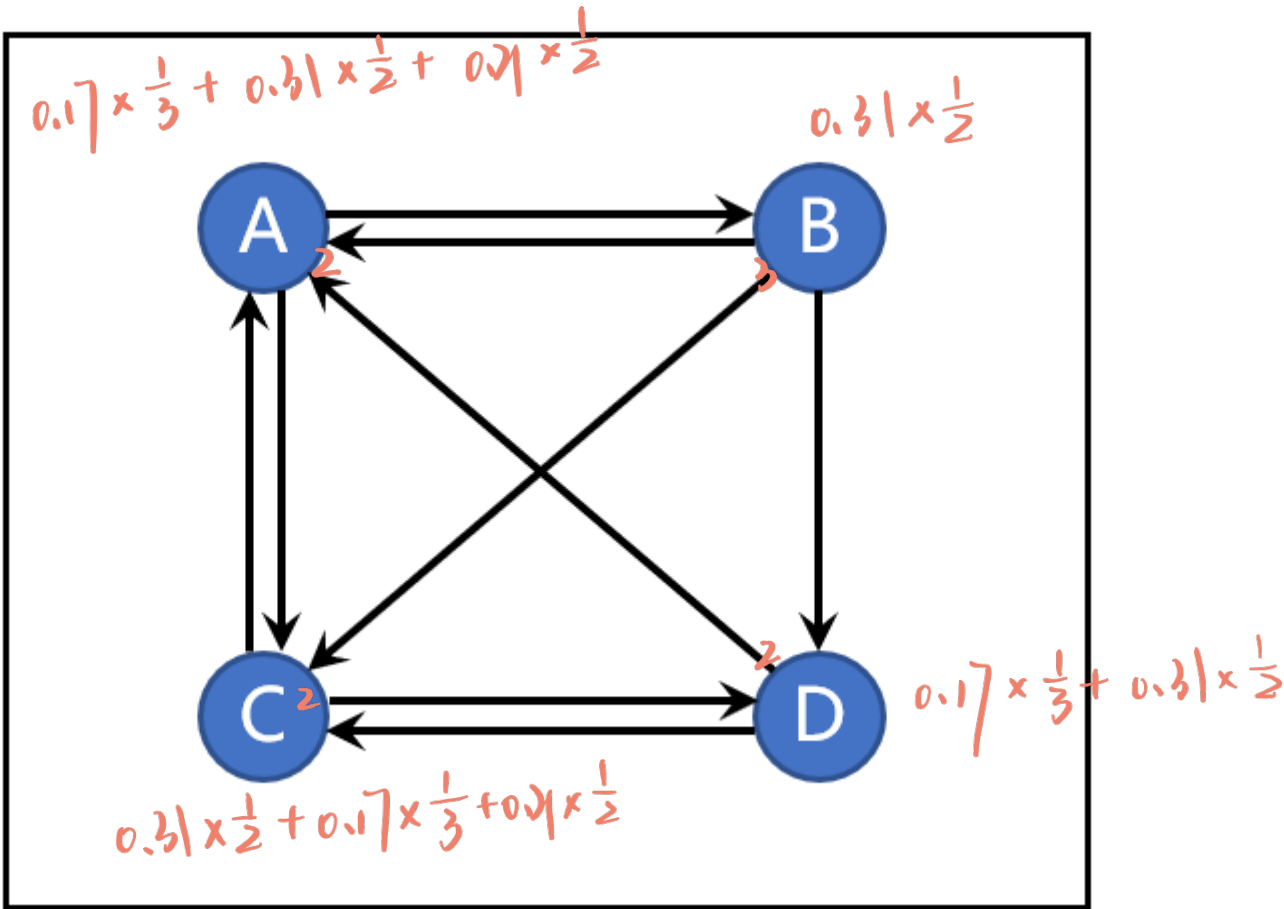 0.17 × 1/3 + 0.31 × 1/2 + 0.21 × 1/2
0.31 × 1/2
A
B
2
3
2
C
2
D
0.17 × 1/3 + 0.31 × 1/2
0.31 × 1/2 + 0.17 × 1/3 + 0.21 × 1/2